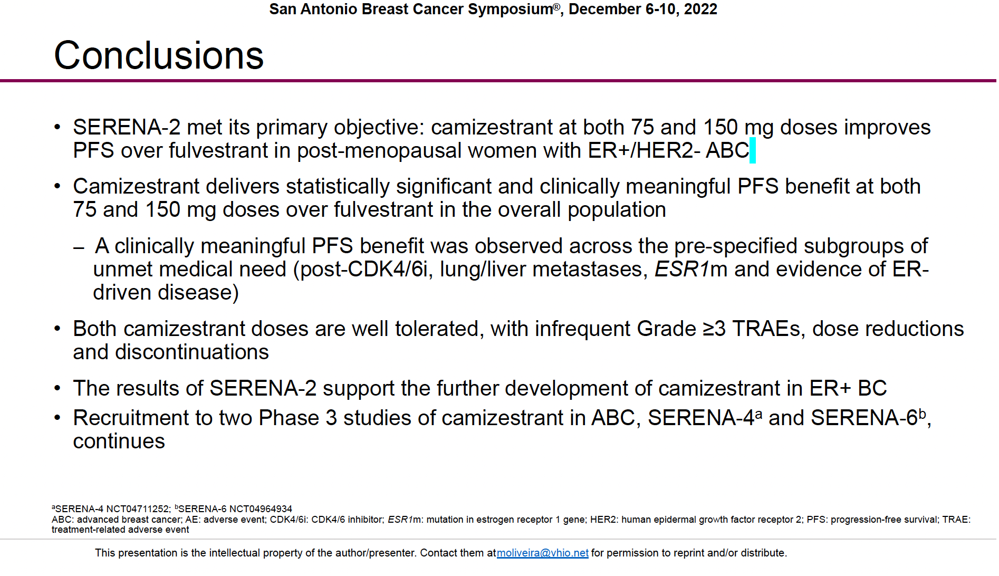 San Antonio Breast Cancer Symposium®, December 6-10, 2022
Conclusions
• SERENA-2 met its primary objective: camizestrant at both 75 and 150 mg doses improves
PFS over fulvestrant in post-menopausal women with ER+/HER2- ABC
• Camizestrant delivers statistically significant and clinically meaningful PFS benefit at both
75 and 150 mg doses over fulvestrant in the overall population
– A clinically meaningful PFS benefit was observed across the pre-specified subgroups of
unmet medical need (post-CDK4/6i, lung/liver metastases, ESR1m and evidence of ER-
driven disease)
• Both camizestrant doses are well tolerated, with infrequent Grade ≥3 TRAEs, dose reductions
and discontinuations
• The results of SERENA-2 support the further development of camizestrant in ER+ BC
• Recruitment to two Phase 3 studies of camizestrant in ABC, SERENA-4ᵃ and SERENA-6ᵇ,
continues
ᵃSERENA-4 NCT04711252; ᵇSERENA-6 NCT04964934
ABC: advanced breast cancer; AE: adverse event; CDK4/6i: CDK4/6 inhibitor; ESR1m: mutation in estrogen receptor 1 gene; HER2: human epidermal growth factor receptor 2; PFS: progression-free survival; TRAE:
treatment-related adverse event
This presentation is the intellectual property of the author/presenter. Contact them at moliveira@vhio.net for permission to reprint and/or distribute.